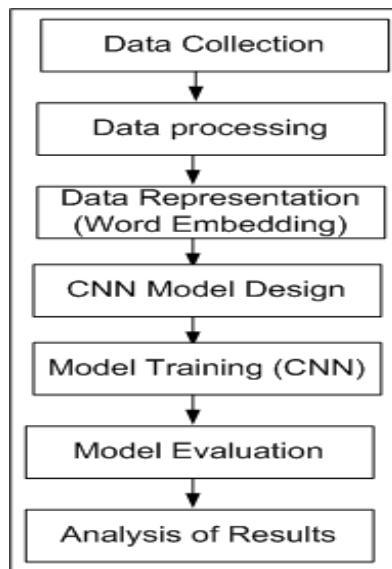 Data Collection
Data processing
Data Representation
(Word Embedding)
CNN Model Design
Model Training (CNN)
Model Evaluation
Analysis of Results